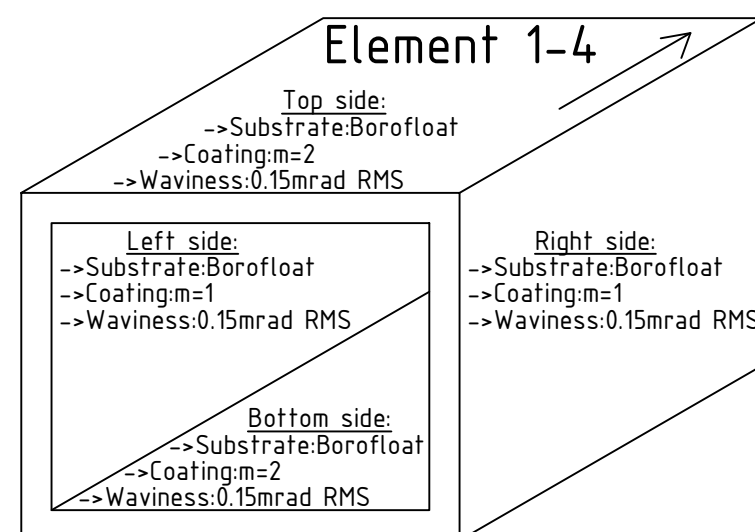 Element 1-4
Top side:
->Substrate:Borofloat
->Coating:m=2
->Waviness:0.15mrad RMS
Left side:
->Substrate:Borofloat
->Coating:m=1
->Waviness:0.15mrad RMS
Right side:
->Substrate:Borofloat
->Coating:m=1
->Waviness:0.15mrad RMS
Bottom side:
->Substrate:Borofloat
->Coating:m=2
->Waviness:0.15mrad RMS